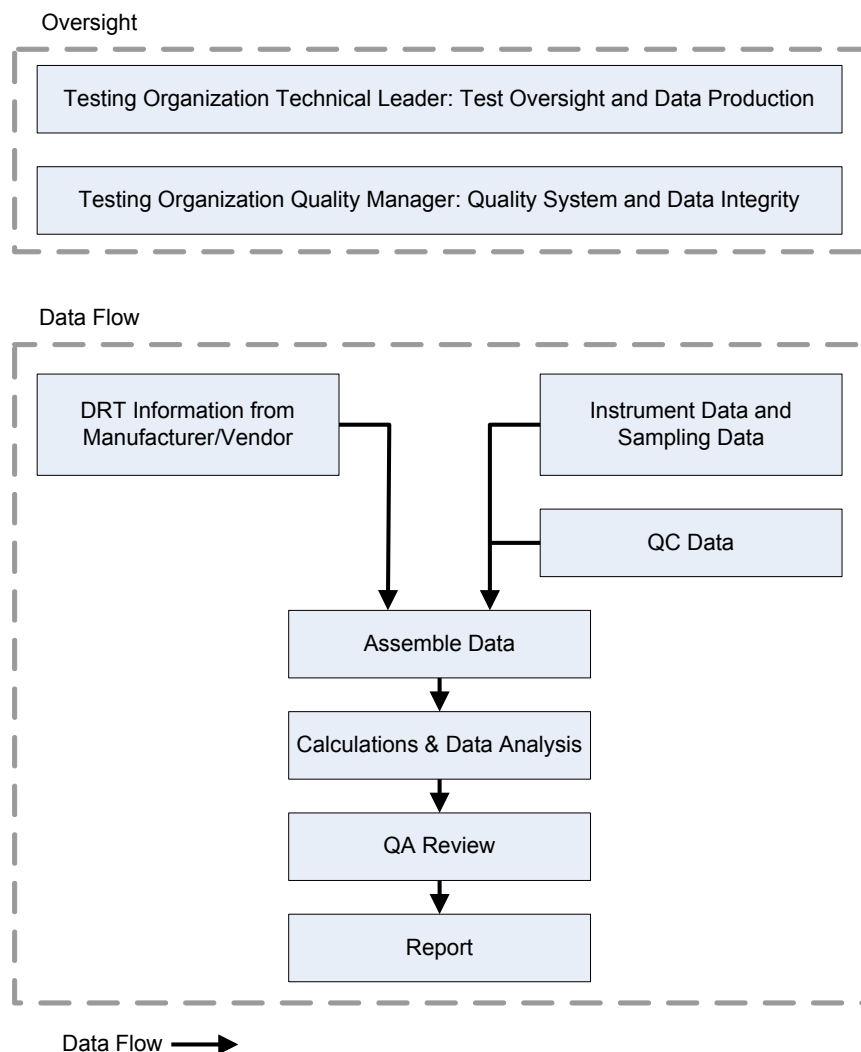 Oversight
Testing Organization Technical Leader: Test Oversight and Data Production
Testing Organization Quality Manager: Quality System and Data Integrity
Data Flow
DRT Information from
Manufacturer/Vendor
Instrument Data and
Sampling Data
QC Data
Assemble Data
Calculations & Data Analysis
QA Review
Report
Data Flow